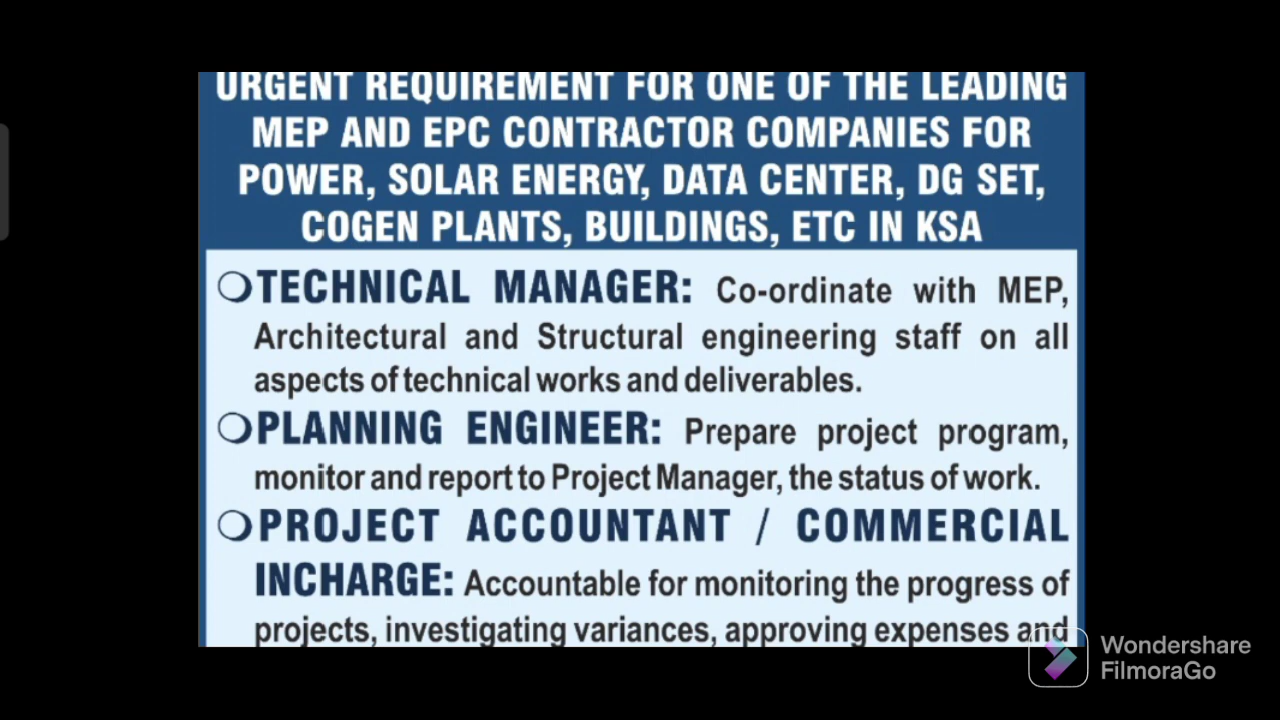 URGENT REQUIREMENT FOR ONE OF THE LEADING
MEP AND EPC CONTRACTOR COMPANIES FOR
POWER, SOLAR ENERGY, DATA CENTER, DG SET,
COGEN PLANTS, BUILDINGS, ETC IN KSA
TECHNICAL MANAGER: Co-ordinate with MEP,
Architectural and Structural engineering staff on all
aspects of technical works and deliverables.
PLANNING ENGINEER: Prepare project program,
monitor and report to Project Manager, the status of work.
PROJECT ACCOUNTANT / COMMERCIAL
INCHARGE: Accountable for monitoring the progress of
projects, investigating variances, approving expenses and
Wondershare
FilmoraGo